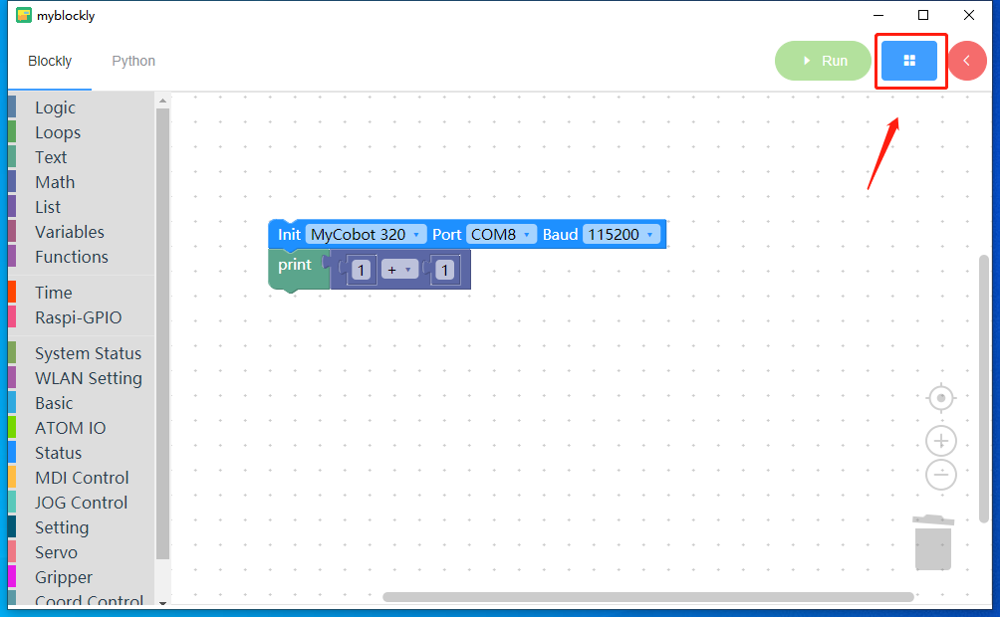 myblockly
Blockly Python Run
Logic
Loops
Text
Math
List
Variables
Functions
Time
Raspi-GPIO
System Status
WLAN Setting
Basic
ATOM IO
Status
MDI Control
JOG Control
Setting
Servo
Gripper
Coord Control
Init MyCobot 320 Port COM8 Baud 115200
print 1 + 1